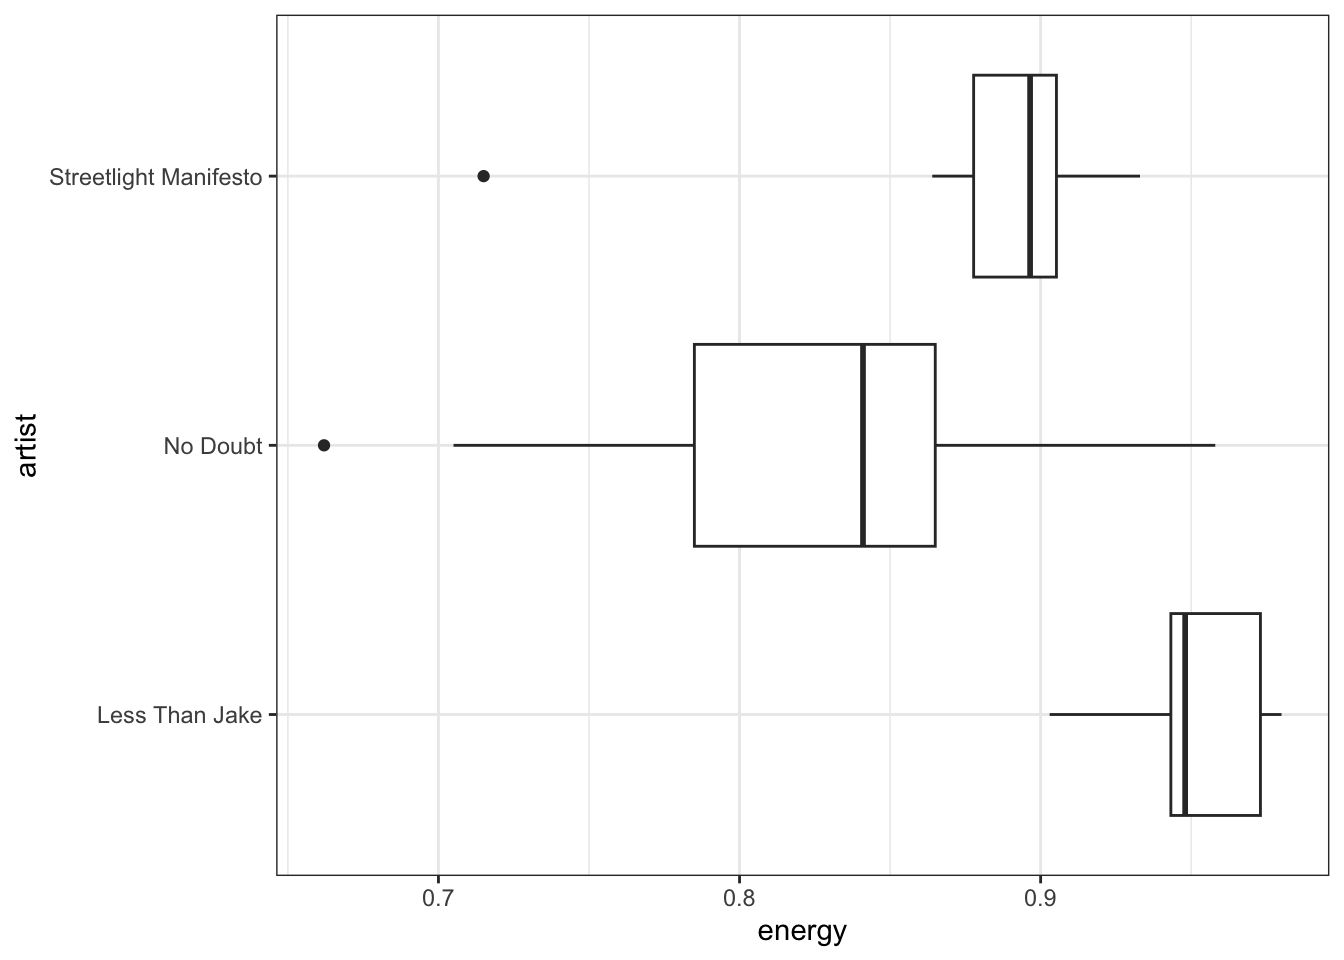 Streetlight Manifesto
No Doubt
Less Than Jake
artist
0.7 0.8 0.9
energy